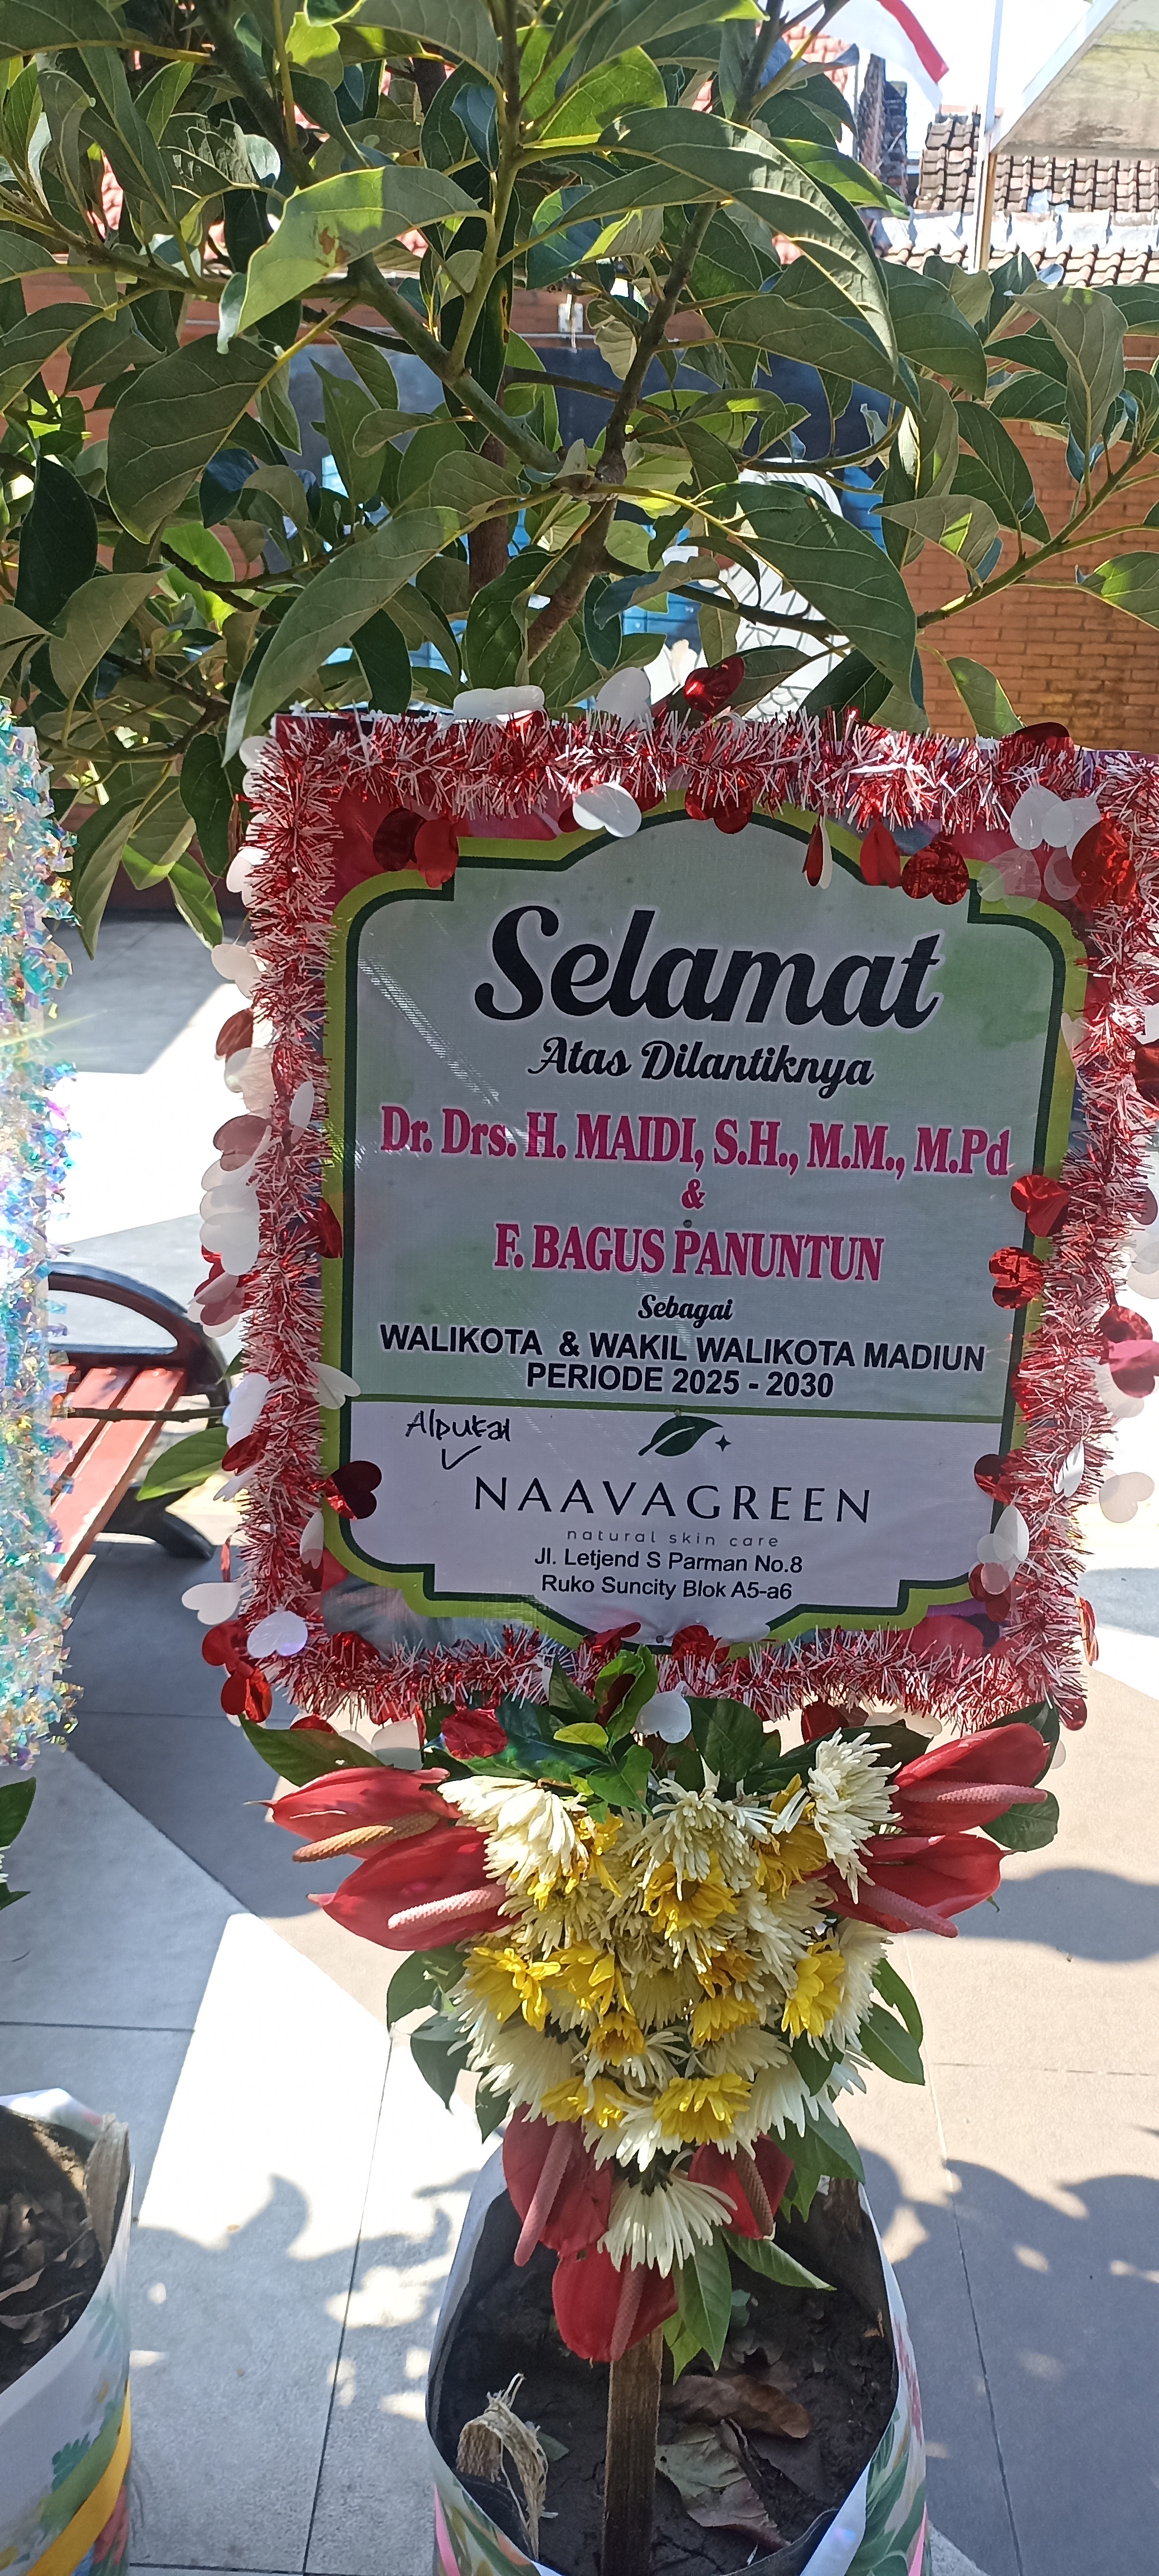 Selamat
Atas Dilantiknya
Dr. Drs. H. MAIDI, S.H., M.M., M.Pd
&
F. BAGUS PANUNTUN
Sebagai
WALIKOTA & WAKIL WALIKOTA MADIUN
PERIODE 2025 - 2030
Alpukat
NAAVAGREEN
natural skin care
Jl. Letjend S Parman No.8
Ruko Suncity Blok A5-a6